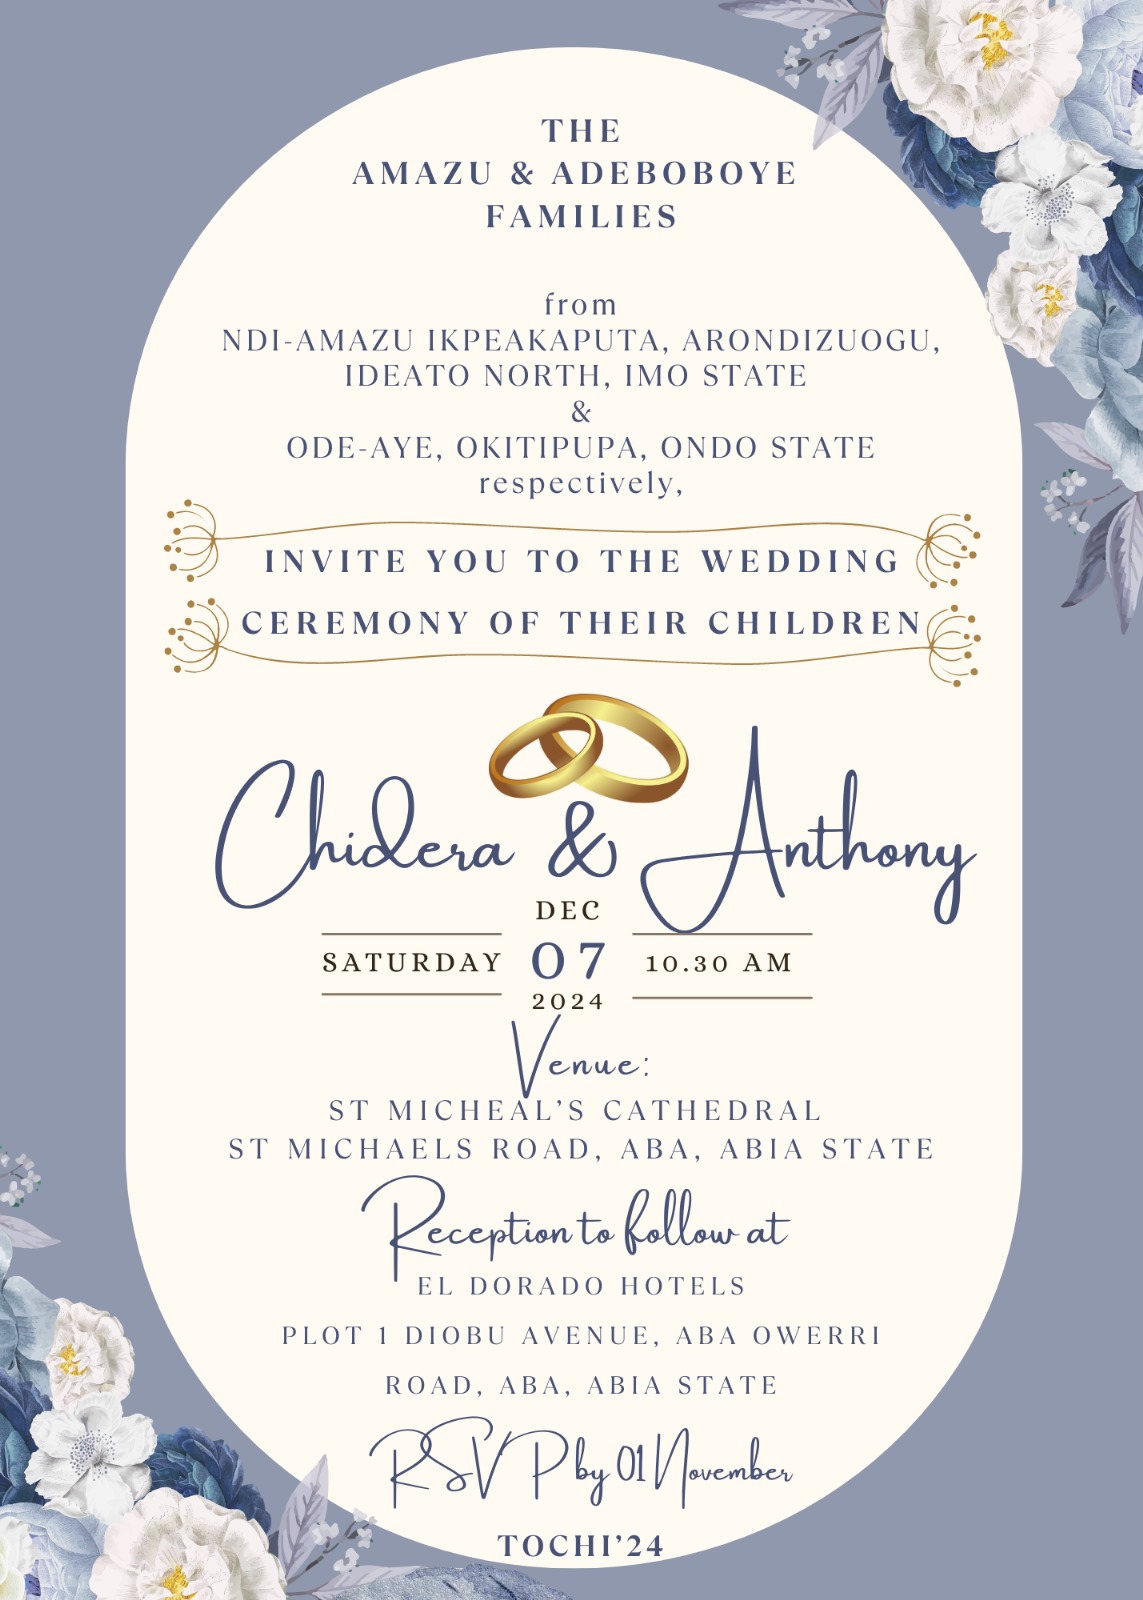 THE
AMAZU & ADEBOBOYE
FAMILIES
from
NDI-AMAZU IKPEAKAPUTA, ARONDIZUOGU,
IDEATO NORTH, IMO STATE
&
ODE-AYE, OKITIPUPA, ONDO STATE
respectively,
INVITE YOU TO THE WEDDING
CEREMONY OF THEIR CHILDREN
Chidera & Anthony
DEC
SATURDAY 07 10.30 AM
2024
Venue:
ST MICHEAL’S CATHEDRAL
ST MICHAELS ROAD, ABA, ABIA STATE
Reception to follow at
EL DORADO HOTELS
PLOT 1 DIOBU AVENUE, ABA OWERRI
ROAD, ABA, ABIA STATE
RSVP by 01 November
TOCHI’24